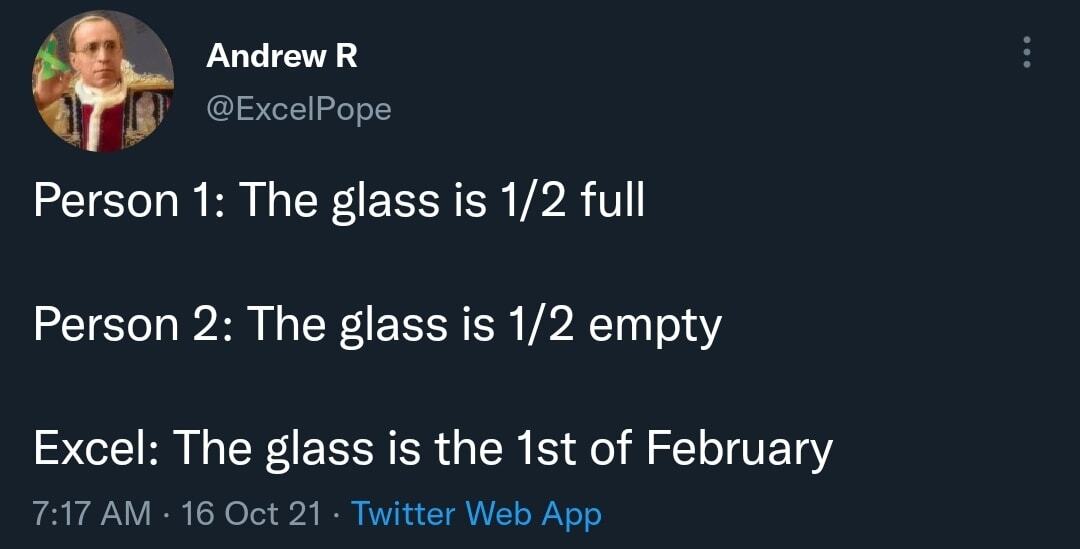 Andrew R
@ExcelPope
Person 1: The glass is 1/2 full
Person 2: The glass is 1/2 empty
Excel: The glass is the 1st of February
7:17 AM · 16 Oct 21 · Twitter Web App